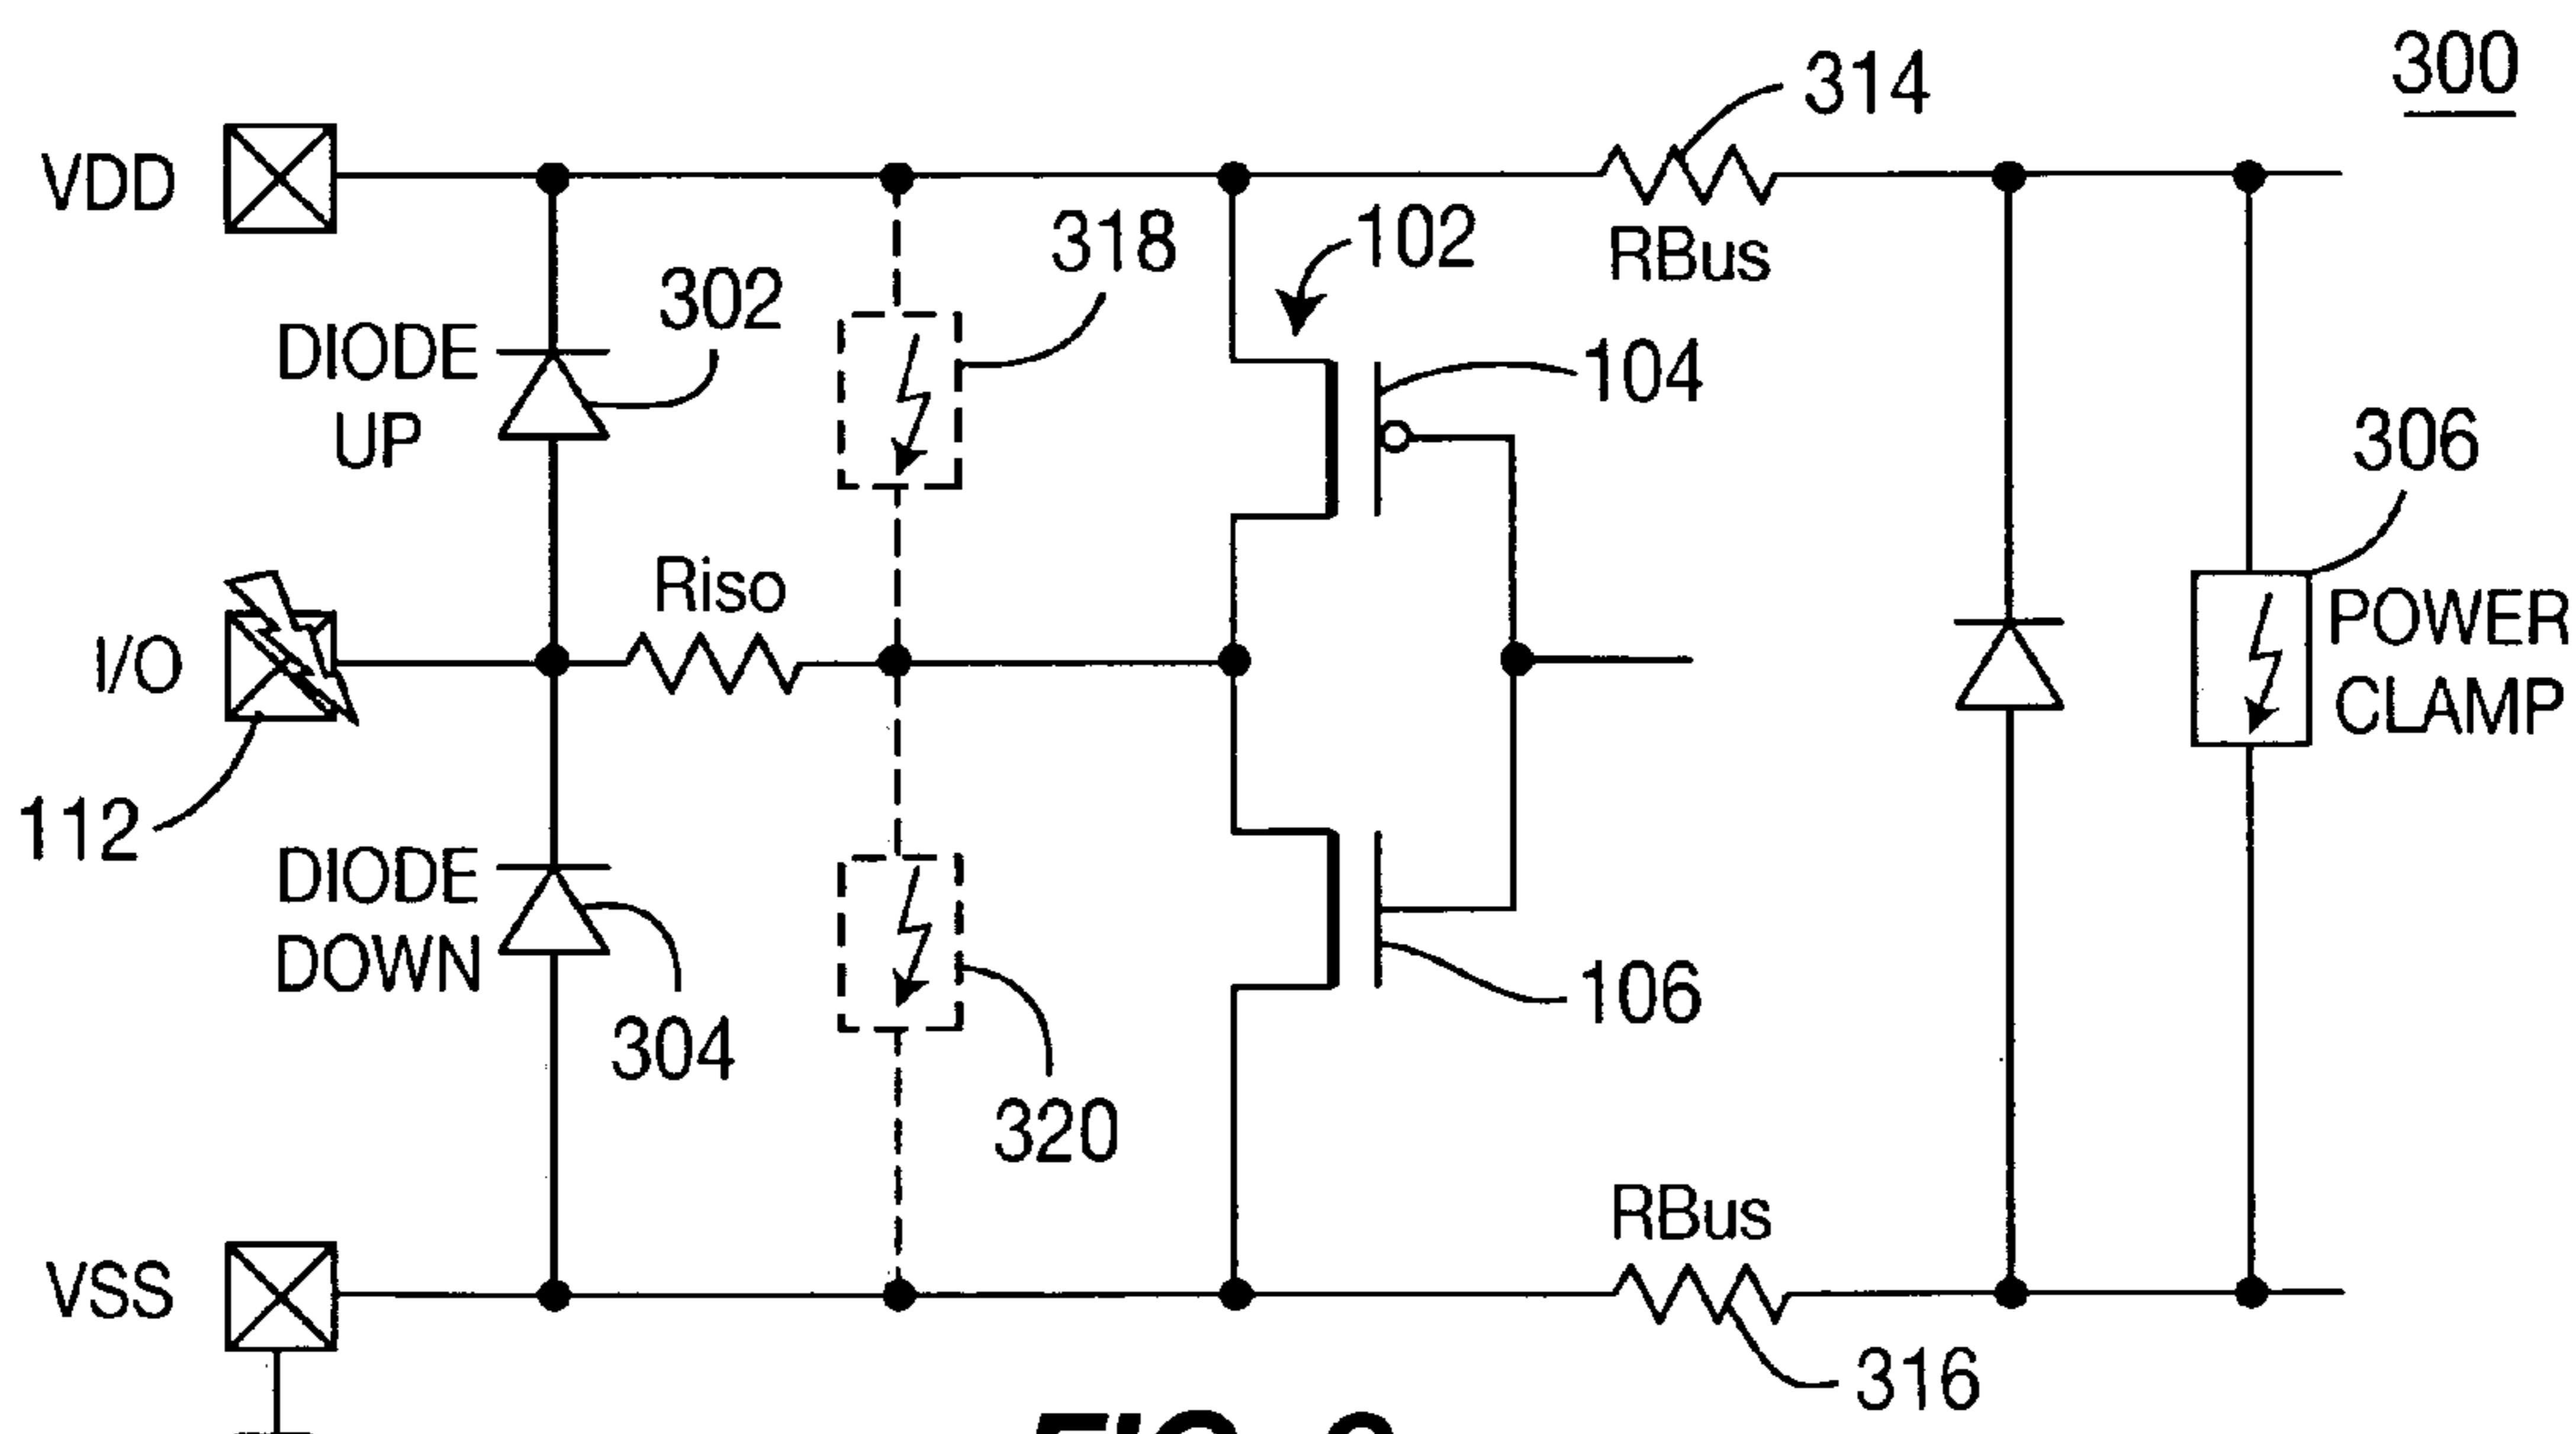 300
314
VDD
318
102
RBus
302
DIODE
UP
104
306
Riso
POWER
CLAMP
I/O
112
DIODE
DOWN
304
106
320
RBus
VSS
316